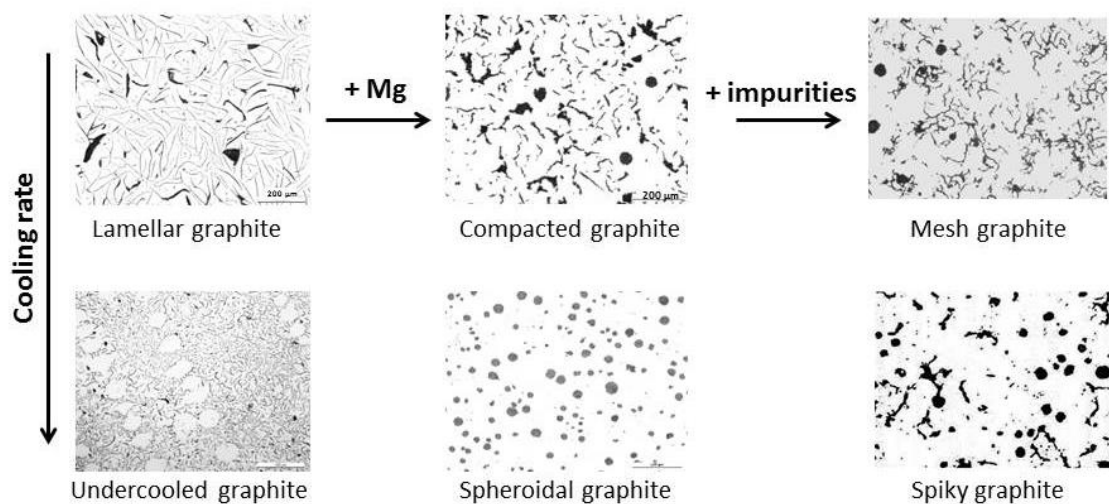 + Mg
+ impurities
200 µm
200 µm
Lamellar graphite
Compacted graphite
Mesh graphite
Cooling rate
Undercooled graphite
Spheroidal graphite
Spiky graphite